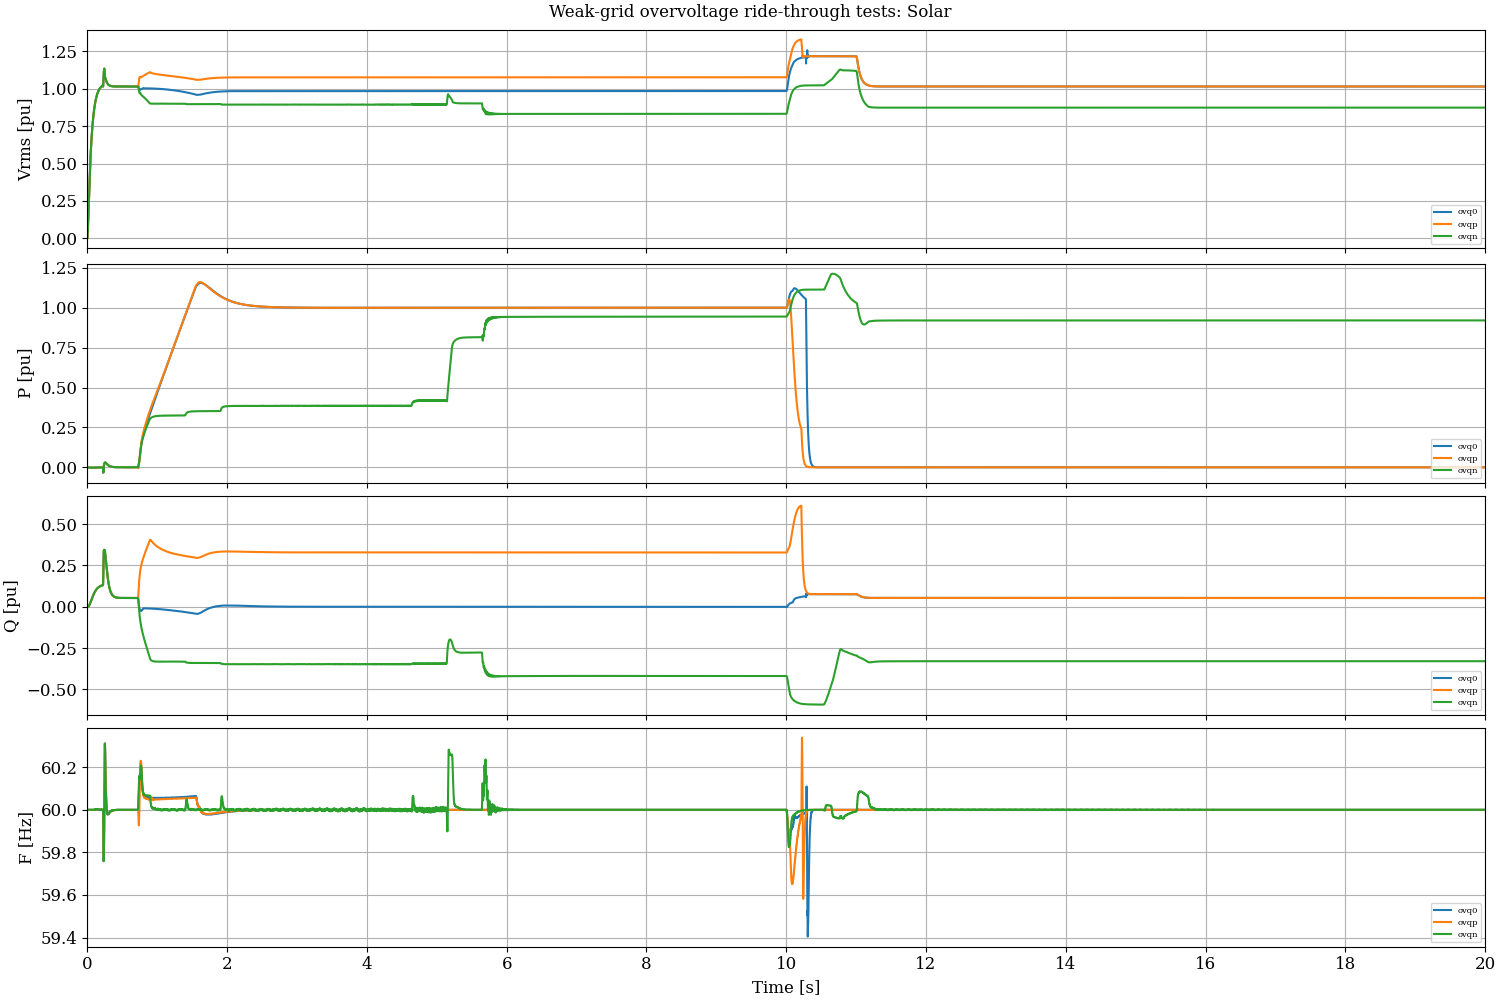 Weak-grid overvoltage ride-through tests: Solar
Vrms [pu]
1.25
1.00
0.75
0.50
0.25
0.00
ovq0
ovqp
ovqn
P [pu]
1.25
1.00
0.75
0.50
0.25
0.00
ovq0
ovqp
ovqn
Q [pu]
0.50
0.25
0.00
−0.25
−0.50
ovq0
ovqp
ovqn
F [Hz]
60.2
60.0
59.8
59.6
59.4
ovq0
ovqp
ovqn
0 2 4 6 8 10 12 14 16 18 20
Time [s]